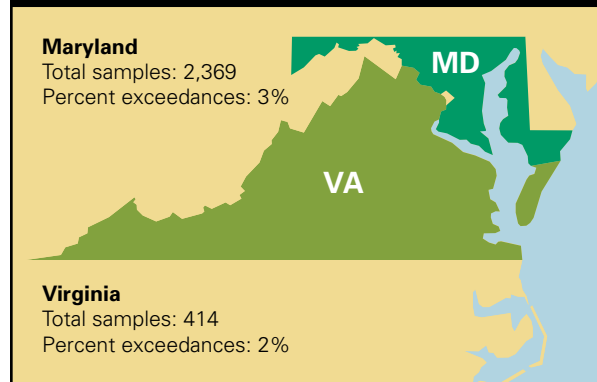 Maryland
Total samples: 2,369
Percent exceedances: 3%
MD
VA
Virginia
Total samples: 414
Percent exceedances: 2%